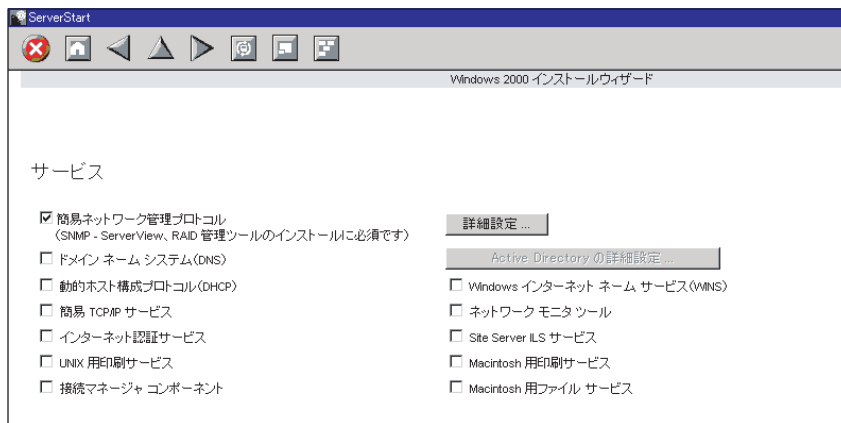 ServerStart
Windows 2000 インストールウィザード
サービス
簡易ネットワーク管理プロトコル
(SNMP - ServerView、RAID 管理ツールのインストールに必須です)
詳細設定 ...
ドメイン ネーム システム(DNS)
Active Directory の詳細設定 ...
動的ホスト構成プロトコル(DHCP)
Windows インターネット ネーム サービス(WINS)
簡易 TCP/IP サービス
ネットワーク モニタ ツール
インターネット認証サービス
Site Server ILS サービス
UNIX 用印刷サービス
Macintosh 用印刷サービス
接続マネージャ コンポーネント
Macintosh 用ファイル サービス